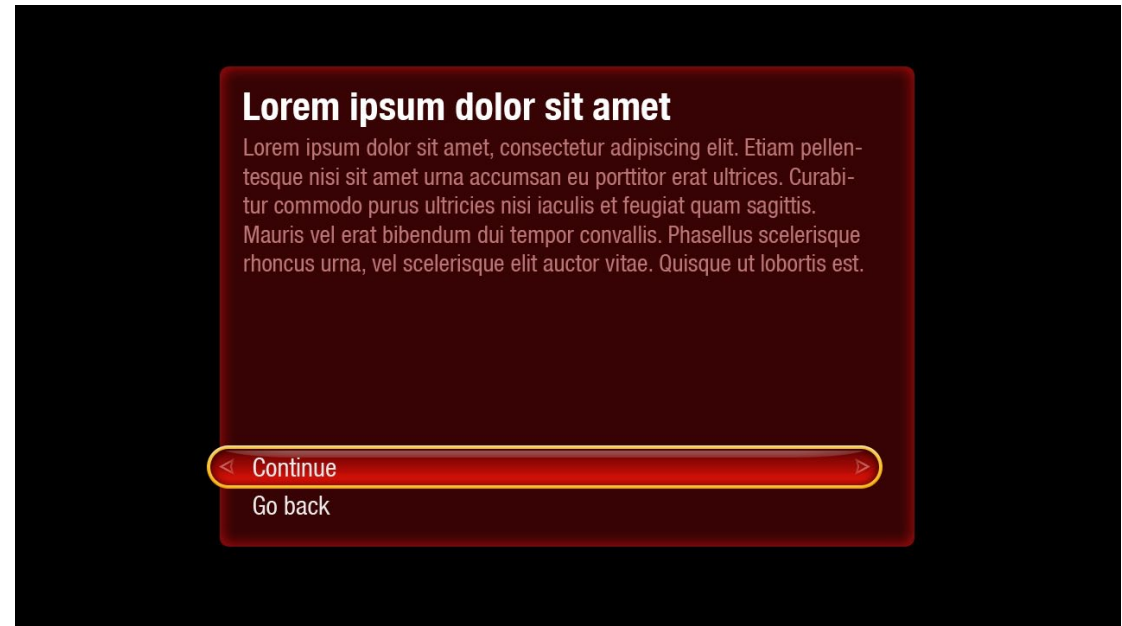 Lorem ipsum dolor sit amet
Lorem ipsum dolor sit amet, consectetur adipiscing elit. Etiam pellen-
tesque nisi sit amet urna accumsan eu porttitor erat ultrices. Curabi-
tur commodo purus ultricies nisi iaculis et feugiat quam sagittis.
Mauris vel erat bibendum dui tempor convallis. Phasellus scelerisque
rhoncus urna, vel scelerisque elit auctor vitae. Quisque ut lobortis est.
Continue
Go back